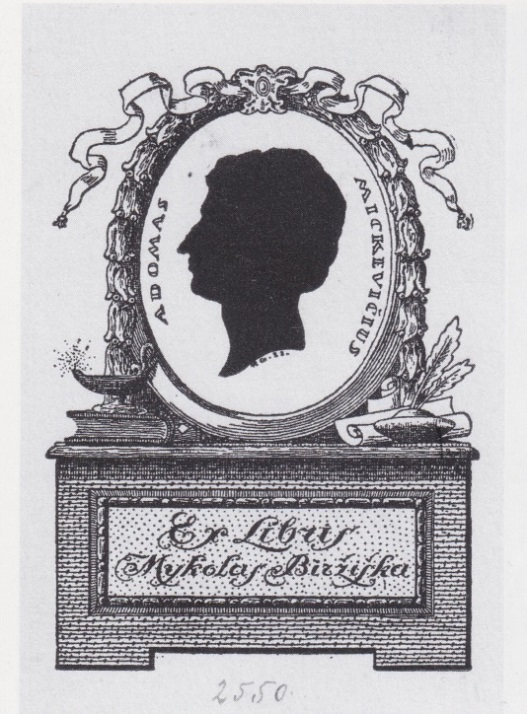 ADOMAS
MICKEVIČIUS
Ex Libris
Mykolas Biržiška
2550.